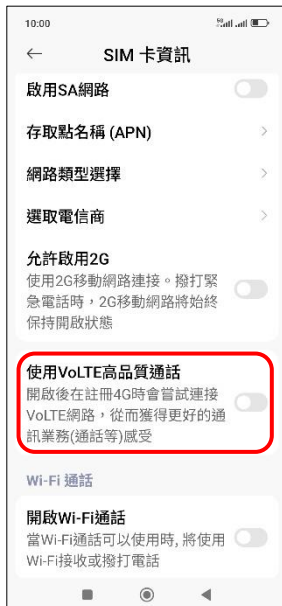 10:00
SIM 卡資訊
啟用SA網路
存取點名稱 (APN)
網路類型選擇
選取電信商
允許啟用2G
使用2G移動網路連接。撥打緊
急電話時，2G移動網路將始終
保持開啟狀態
使用VoLTE高品質通話
開啟後在註冊4G時會嘗試連接
VoLTE網路，從而獲得更好的通
訊業務(通話等)感受
Wi-Fi 通話
開啟Wi-Fi通話
當Wi-Fi通話可以使用時, 將使用
Wi-Fi接收或撥打電話